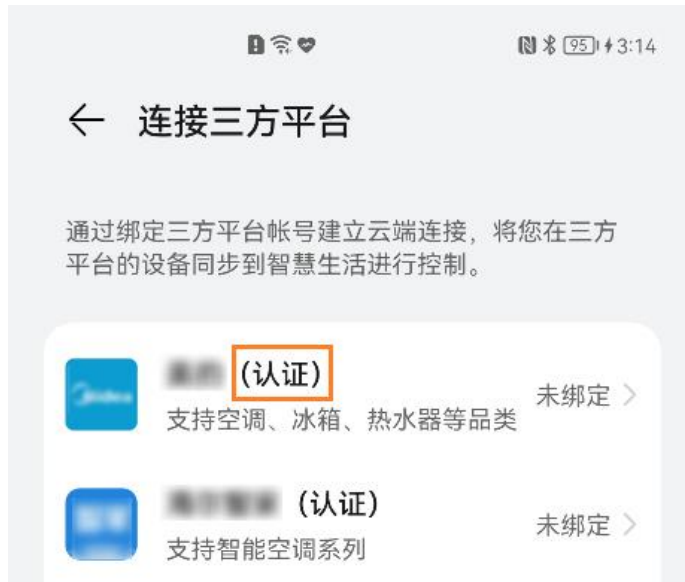 95 3:14
连接三方平台
通过绑定三方平台帐号建立云端连接，将您在三方
平台的设备同步到智慧生活进行控制。
（认证）
支持空调、冰箱、热水器等品类
未绑定
（认证）
支持智能空调系列
未绑定